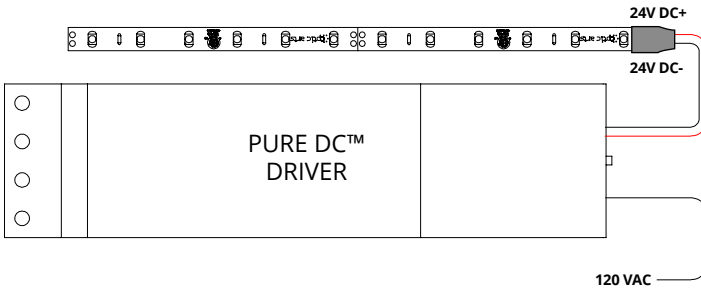 24V DC+
24V DC-
PURE DC™
DRIVER
120 VAC